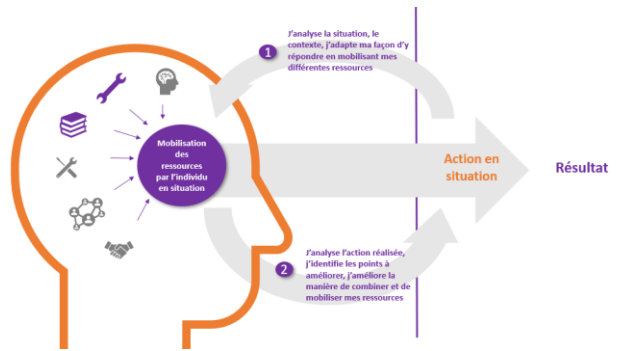 1
J'analyse la situation, le
contexte, j'adapte ma façon d'y
répondre en mobilisant mes
différentes ressources
Mobilisation
des
ressources
par l'individu
en situation
Action en
situation
Résultat
2
J'analyse l'action réalisée,
j'identifie les points à
améliorer, j'améliore la
manière de combiner et de
mobiliser mes ressources